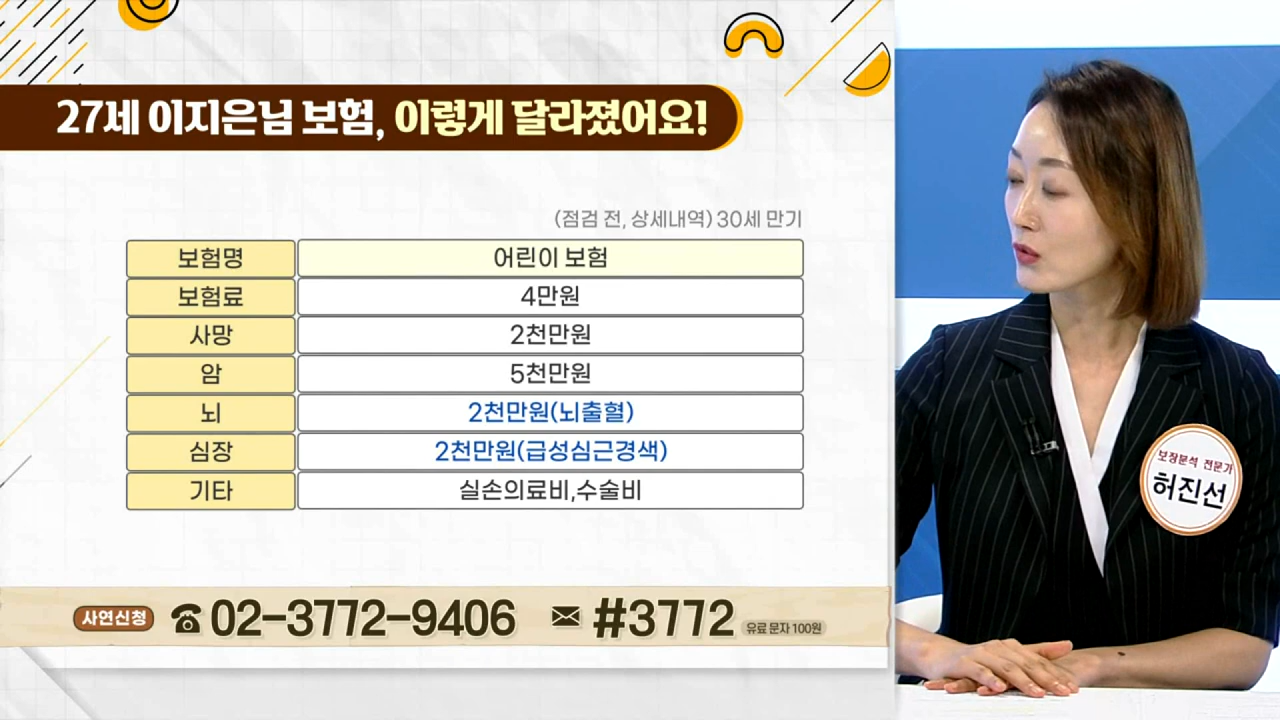 27세 이지은님 보험, 이렇게 달라졌어요!
(점검 전, 상세내역) 30세 만기
보험명 어린이 보험
보험료 4만원
사망 2천만원
암 5천만원
뇌 2천만원(뇌출혈)
심장 2천만원(급성심근경색)
기타 실손의료비,수술비
보장분석 전문가
허진선
사연신청 02-3772-9406 #3772 유료 문자 100원